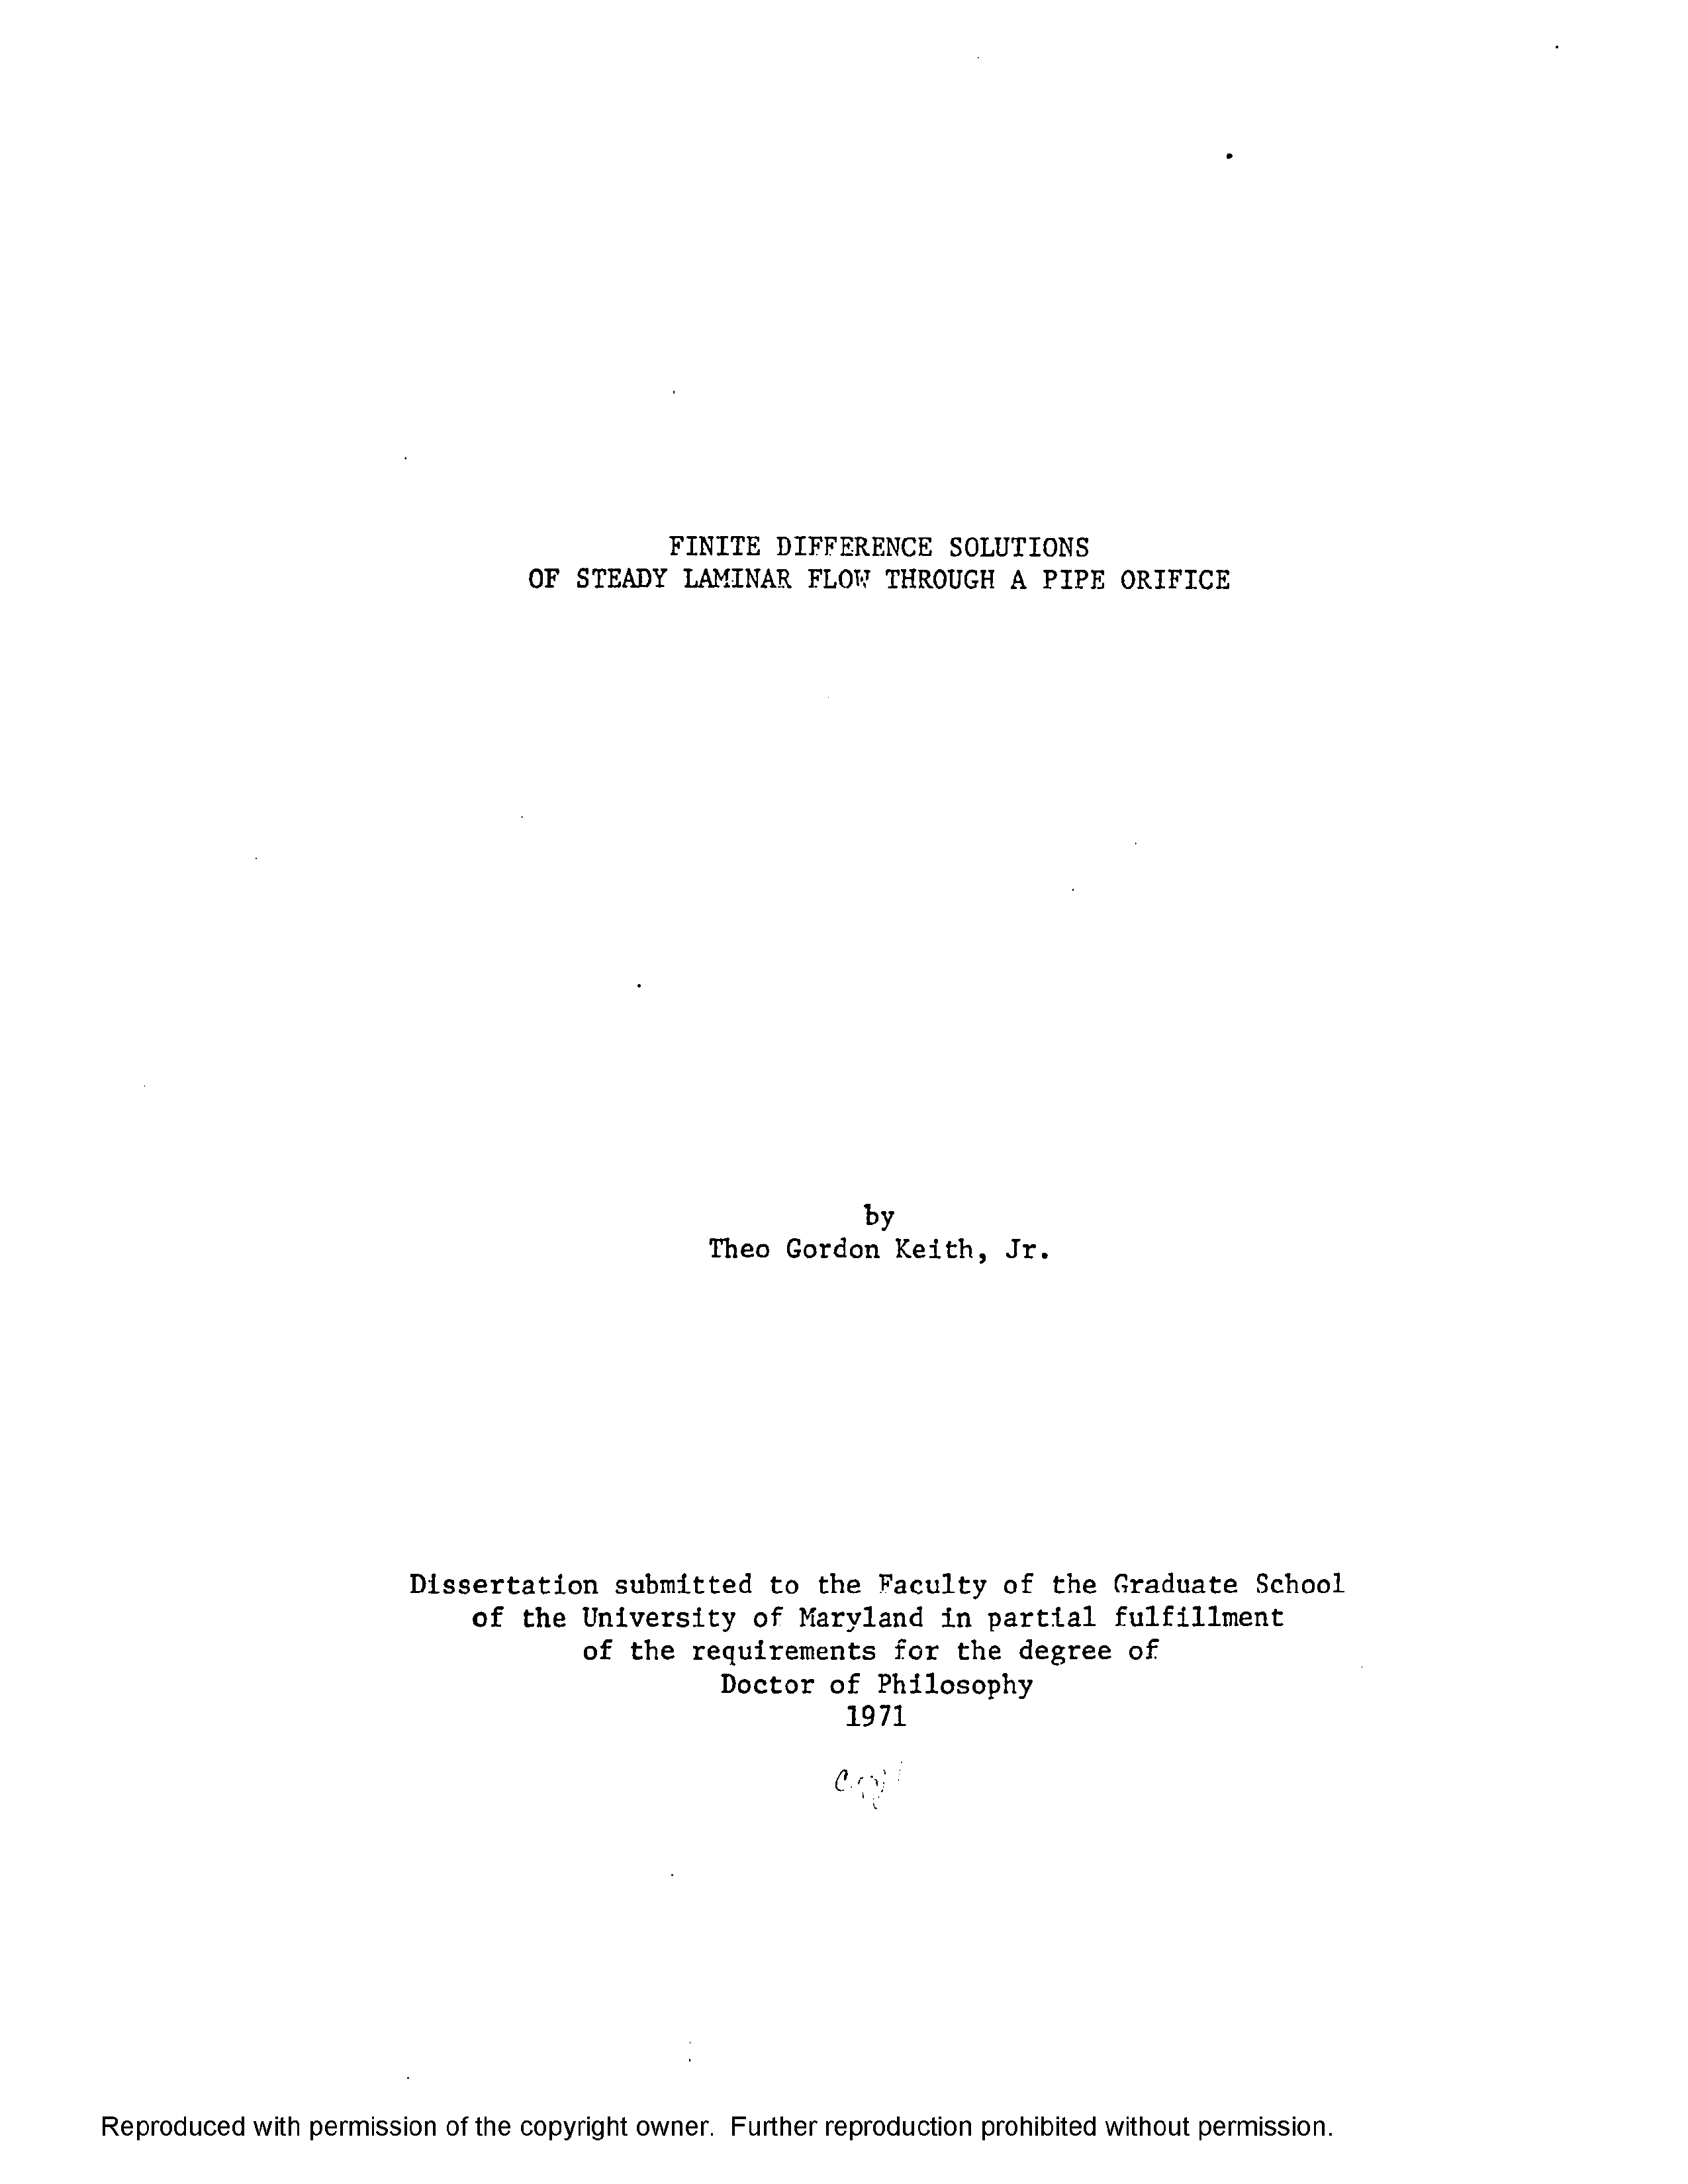 FINITE DIFFERENCE SOLUTIONS
OF STEADY LAMINAR FLOW THROUGH A PIPE ORIFICE
by
Theo Gordon Keith, Jr.
Dissertation submitted to the Faculty of the Graduate School
of the University of Maryland in partial fulfillment
of the requirements for the degree of
Doctor of Philosophy
1971
Reproduced with permission of the copyright owner. Further reproduction prohibited without permission.